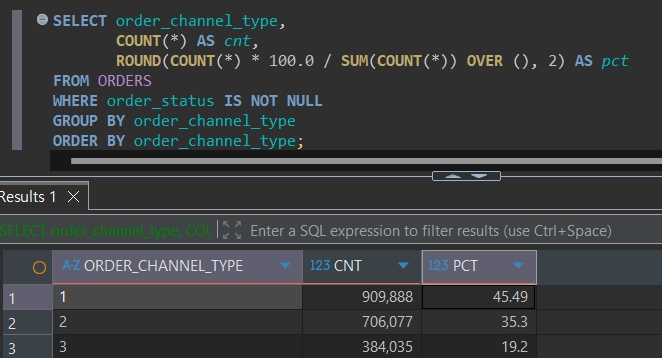 SELECT order_channel_type,
COUNT(*) AS cnt,
ROUND(COUNT(*) * 100.0 / SUM(COUNT(*)) OVER (), 2) AS pct
FROM ORDERS
WHERE order_status IS NOT NULL
GROUP BY order_channel_type
ORDER BY order_channel_type;
Results 1
SELECT order_channel_type, COU Enter a SQL expression to filter results (use Ctrl+Space)
A-Z ORDER_CHANNEL_TYPE 123 CNT 123 PCT
1 1 909,888 45.49
2 2 706,077 35.3
3 3 384,035 19.2